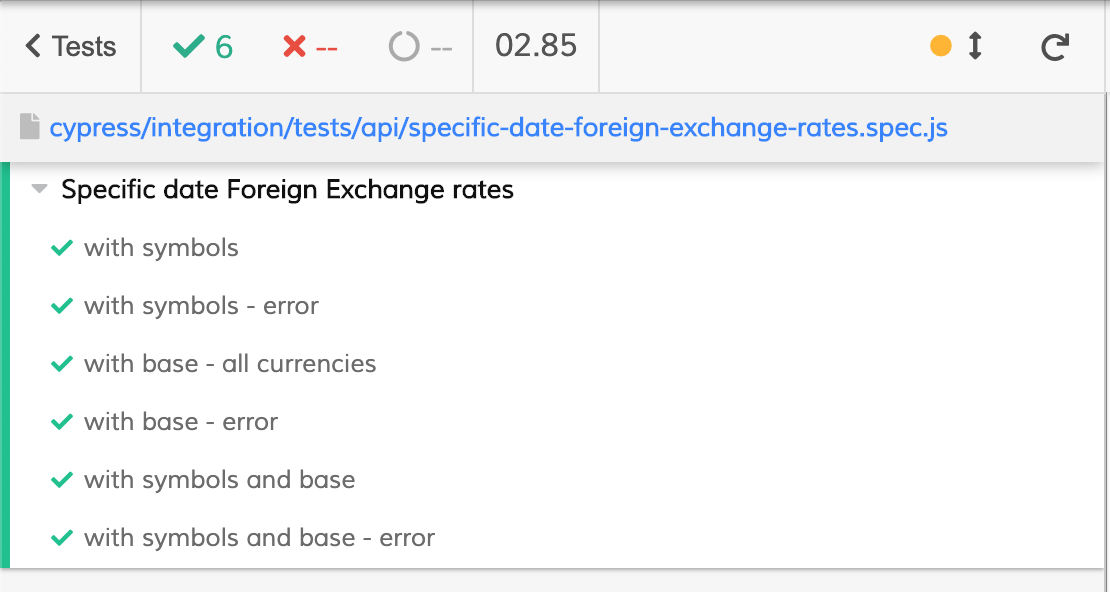 Tests 6 -- -- 02.85
cypress/integration/tests/api/specific-date-foreign-exchange-rates.spec.js
Specific date Foreign Exchange rates
with symbols
with symbols - error
with base - all currencies
with base - error
with symbols and base
with symbols and base - error